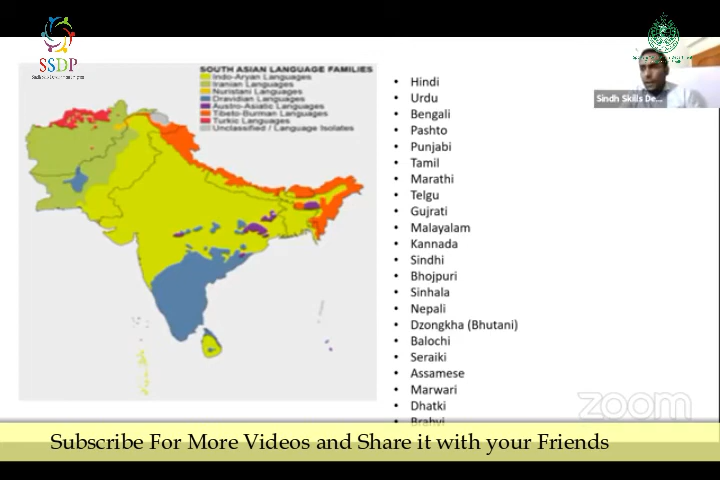 SSDP
SOUTH ASIAN LANGUAGE FAMILIES
Indo-Aryan Languages
Iranian Languages
Nuristani Languages
Dravidian Languages
Austro-Asiatic Languages
Tibeto-Burman Languages
Turkic Languages
Unclassified / Language Isolates
• Hindi
• Urdu
• Bengali
• Pashto
• Punjabi
• Tamil
• Marathi
• Telgu
• Gujrati
• Malayalam
• Kannada
• Sindhi
• Bhojpuri
• Sinhala
• Nepali
• Dzongkha (Bhutani)
• Balochi
• Seraiki
• Assamese
• Marwari
• Dhatki
• Brahvi
Sindh Skills De...
zoom
Subscribe For More Videos and Share it with your Friends